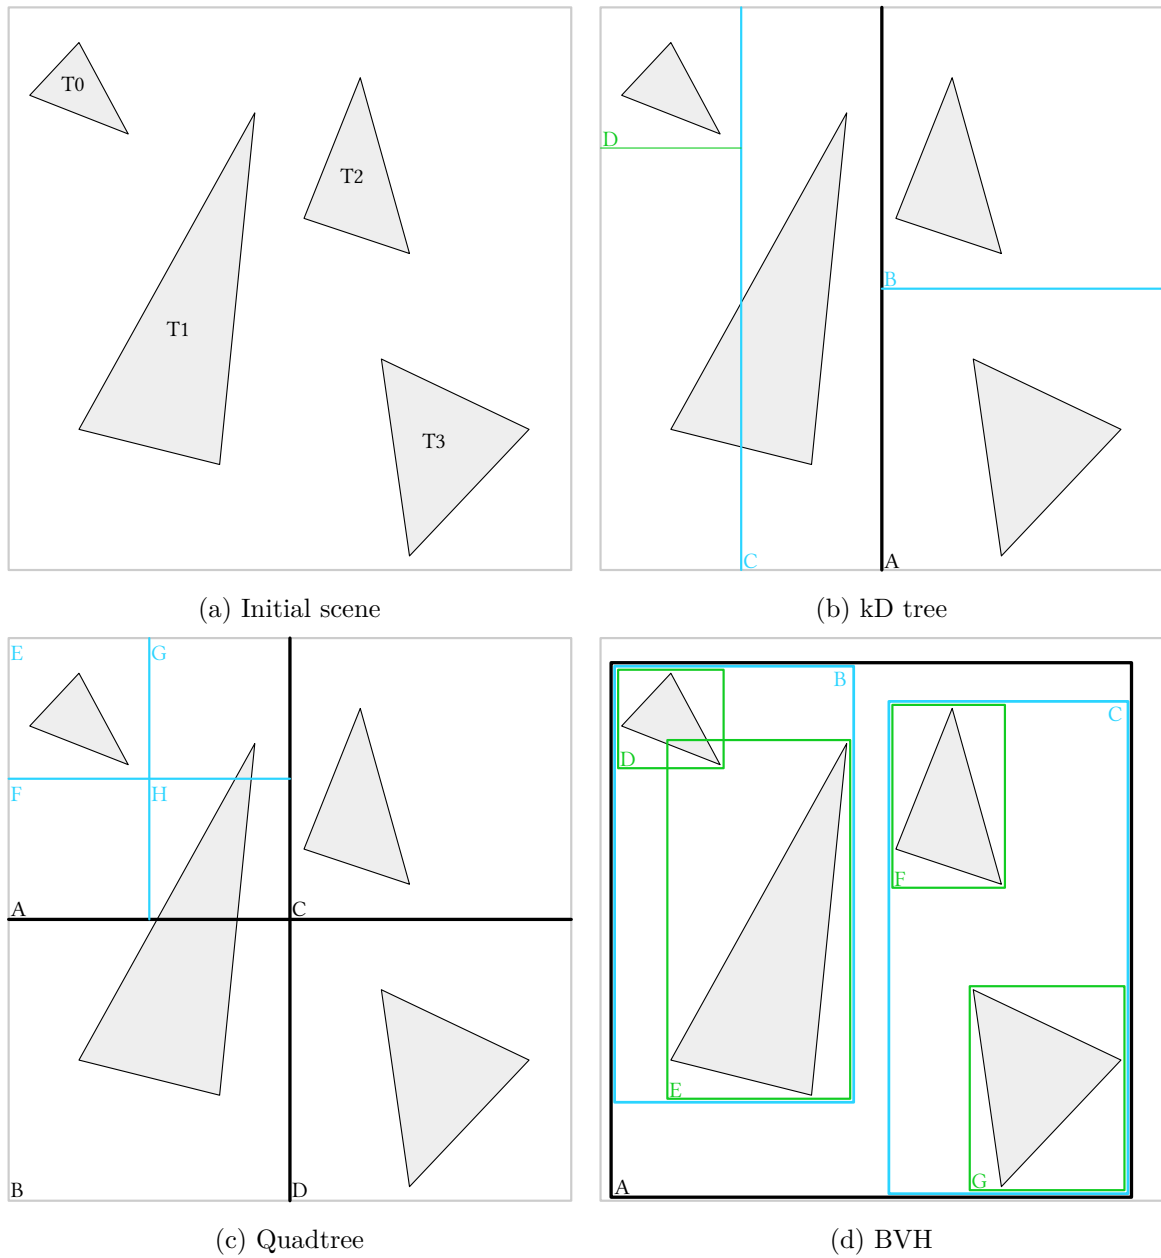 T0
T2
T1
T3
(a) Initial scene
D
B
C
A
(b) kD tree
E
G
F
H
A
C
B
D
(c) Quadtree
B
C
D
F
E
G
A
(d) BVH